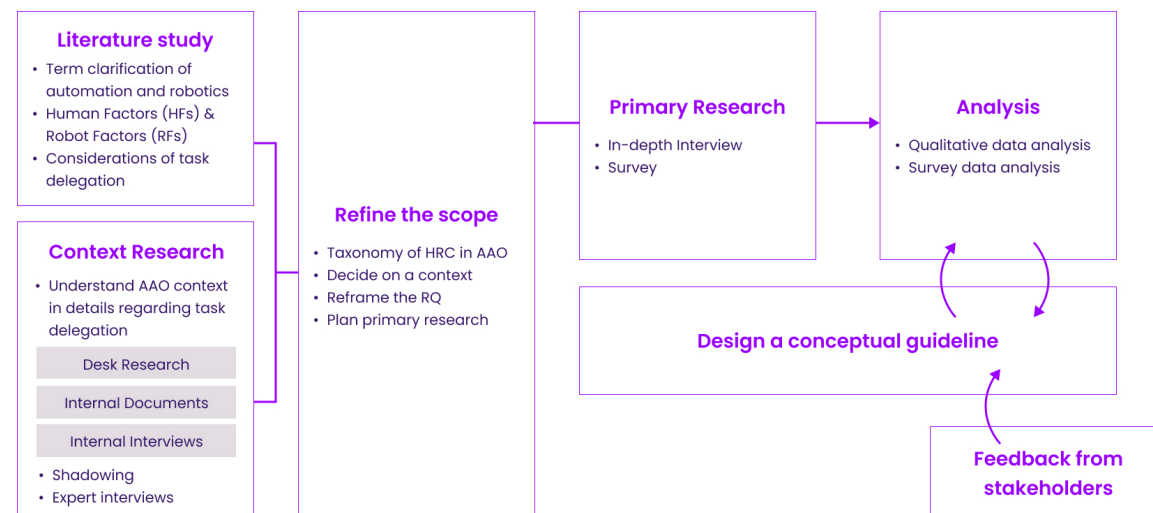 Literature study
• Term clarification of
automation and robotics
• Human Factors (HFs) &
Robot Factors (RFs)
• Considerations of task
delegation
Context Research
• Understand AAO context
in details regarding task
delegation
Desk Research
Internal Documents
Internal Interviews
• Shadowing
• Expert interviews
Refine the scope
• Taxonomy of HRC in AAO
• Decide on a context
• Reframe the RQ
• Plan primary research
Primary Research
• In-depth Interview
• Survey
Analysis
• Qualitative data analysis
• Survey data analysis
Design a conceptual guideline
Feedback from
stakeholders